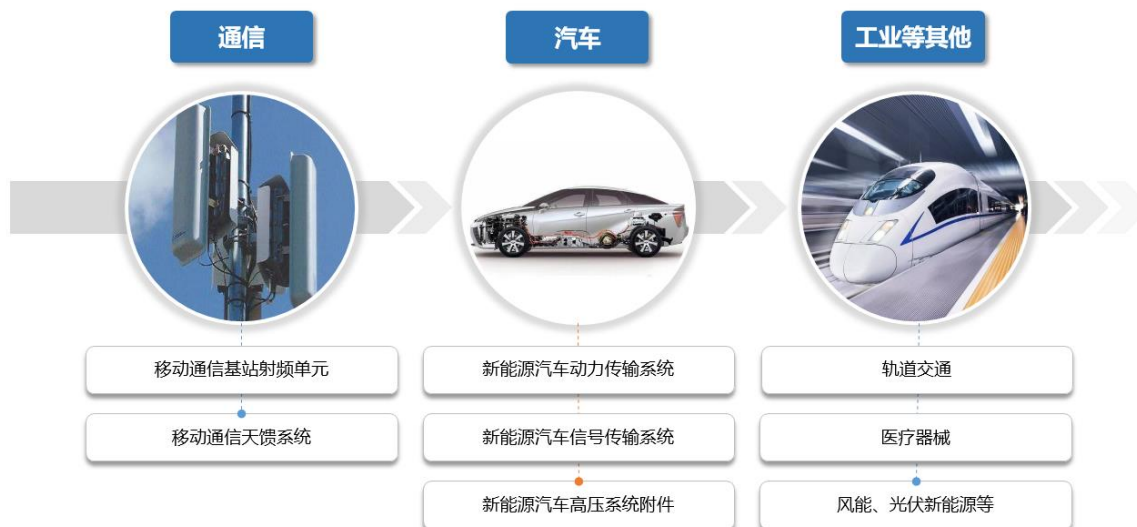 通信
汽车
工业等其他
移动通信基站射频单元
新能源汽车动力传输系统
轨道交通
移动通信天馈系统
新能源汽车信号传输系统
医疗器械
新能源汽车高压系统附件
风能、光伏新能源等